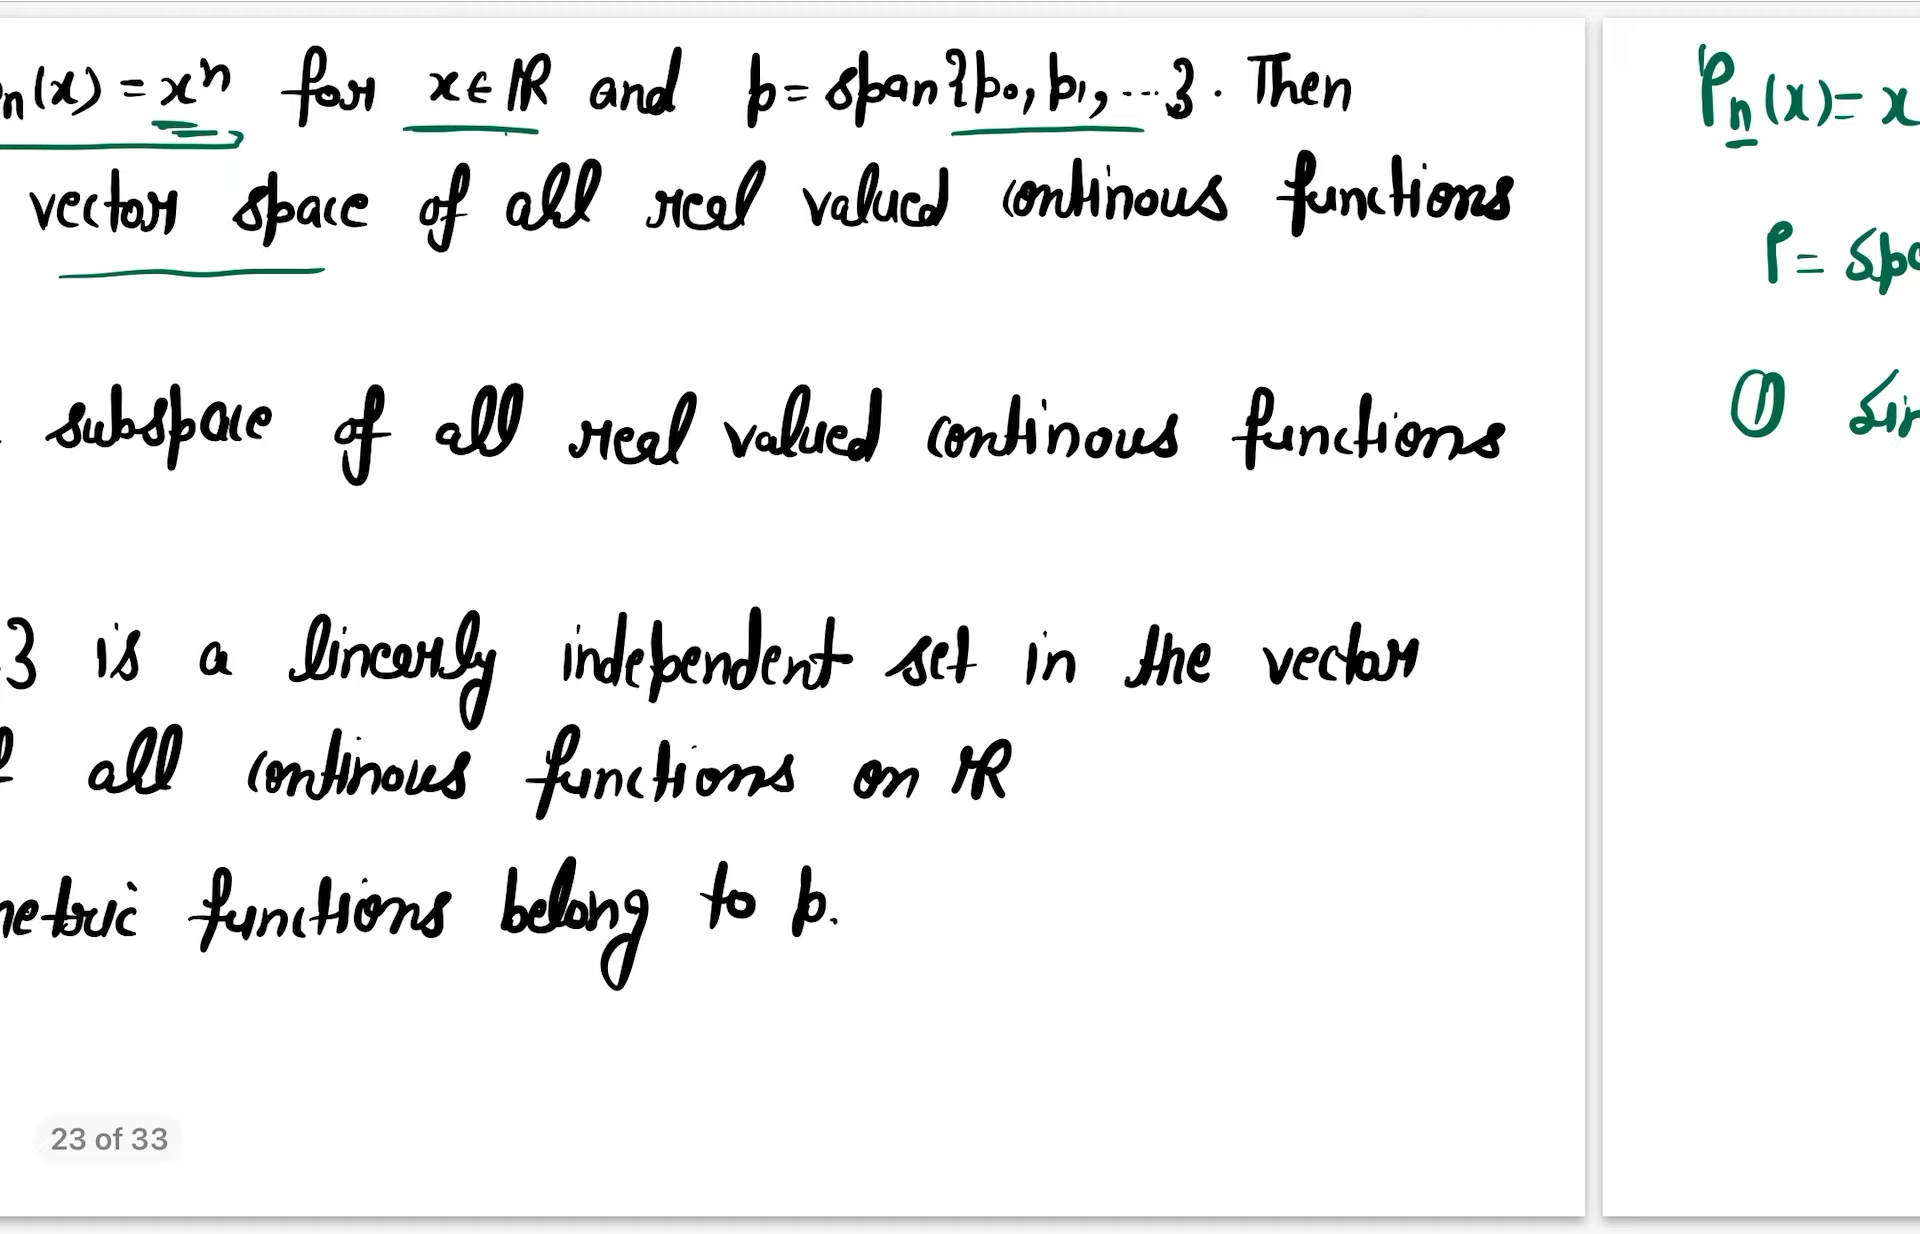 n(x) = xⁿ for x∈ℝ and p = span{p₀, p₁, ...}. Then
vector space of all real valued continous functions
subspace of all real valued continous functions
} is a linearly independent set in the vector
all continous functions on ℝ
metric functions belong to p.
23 of 33
Pₙ(x) = x
P = spa
① Sin